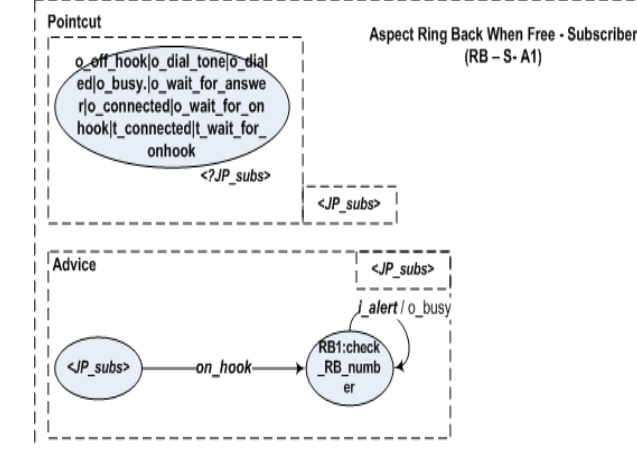 Pointcut
Aspect Ring Back When Free - Subscriber
(RB – S- A1)
o_off_hook|o_dial_tone|o_dial
ed|o_busy.|o_wait_for_answe
r|o_connected|o_wait_for_on
hook|t_connected|t_wait_for_
onhook
<?JP_subs>
<JP_subs>
Advice
<JP_subs>
i_alert / o_busy
<JP_subs>
on_hook
RB1:check
_RB_numb
er